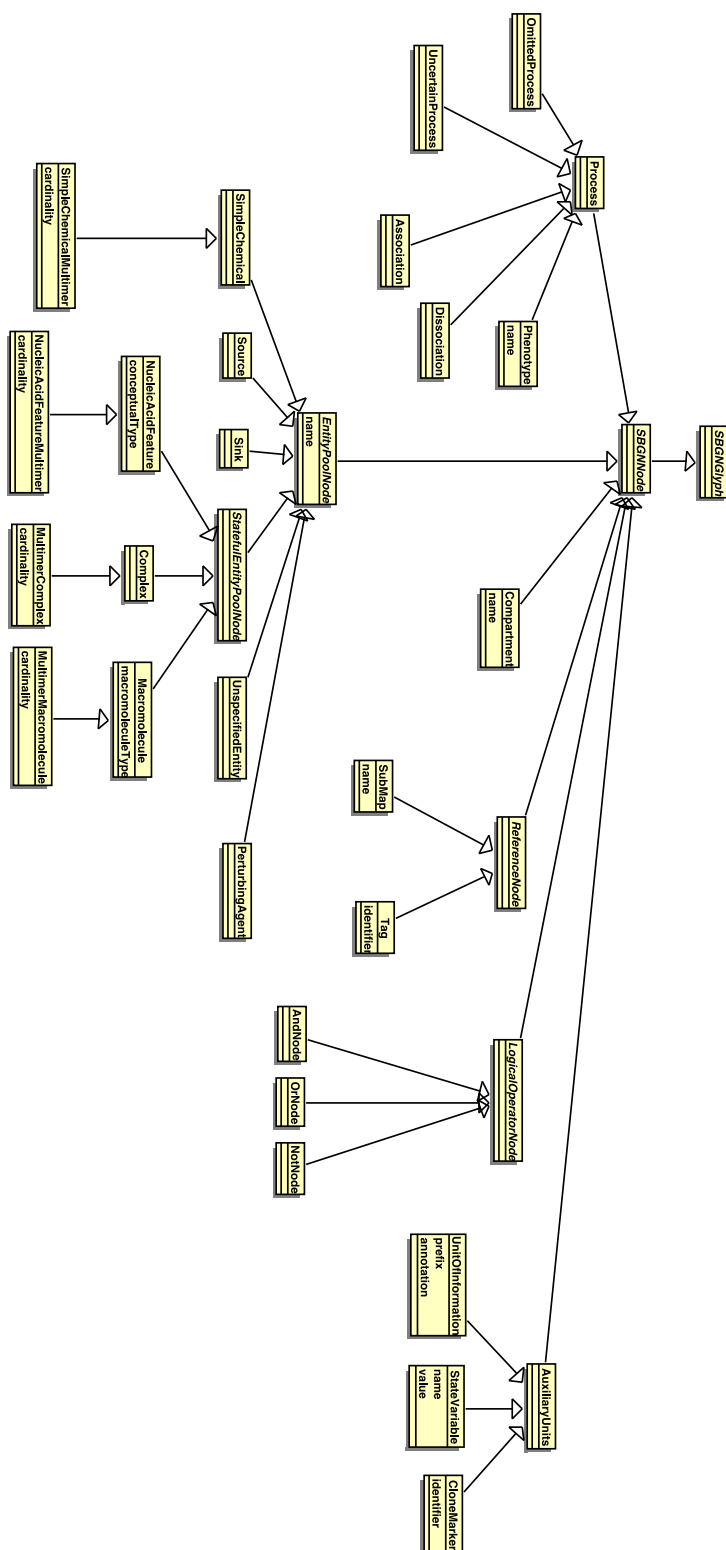 SBGNGlyph
SBGNNode
Process
OmittedProcess
UncertainProcess
Association
Dissociation
Phenotype
name
EntityPoolNode
name
SimpleChemical
SimpleChemicalMultimer
cardinality
Source
Sink
StatefulEntityPoolNode
NucleicAcidFeature
conceptualType
NucleicAcidFeatureMultimer
cardinality
Complex
MultimerComplex
cardinality
Macromolecule
macromoleculeType
MultimerMacromolecule
cardinality
UnspecifiedEntity
PerturbingAgent
Compartment
name
ReferenceNode
SubMap
name
Tag
identifier
LogicalOperatorNode
AndNode
OrNode
NotNode
AuxiliaryUnits
UnitOfInformation
prefix
annotation
StateVariable
name
value
CloneMarker
identifier